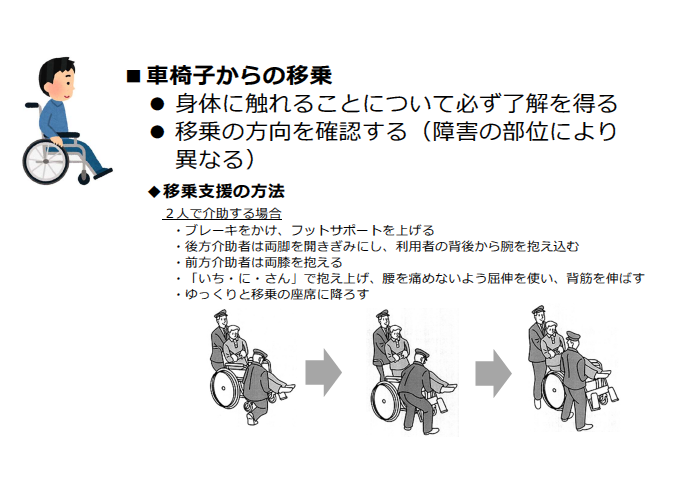 ■車椅子からの移乗
● 身体に触れることについて必ず了解を得る
● 移乗の方向を確認する（障害の部位により
異なる）
◆移乗支援の方法
２人で介助する場合
・ブレーキをかけ、フットサポートを上げる
・後方介助者は両脚を開きぎみにし、利用者の背後から腕を抱え込む
・前方介助者は両膝を抱える
・「いち・に・さん」で抱え上げ、腰を痛めないよう屈伸を使い、背筋を伸ばす
・ゆっくりと移乗の座席に降ろす